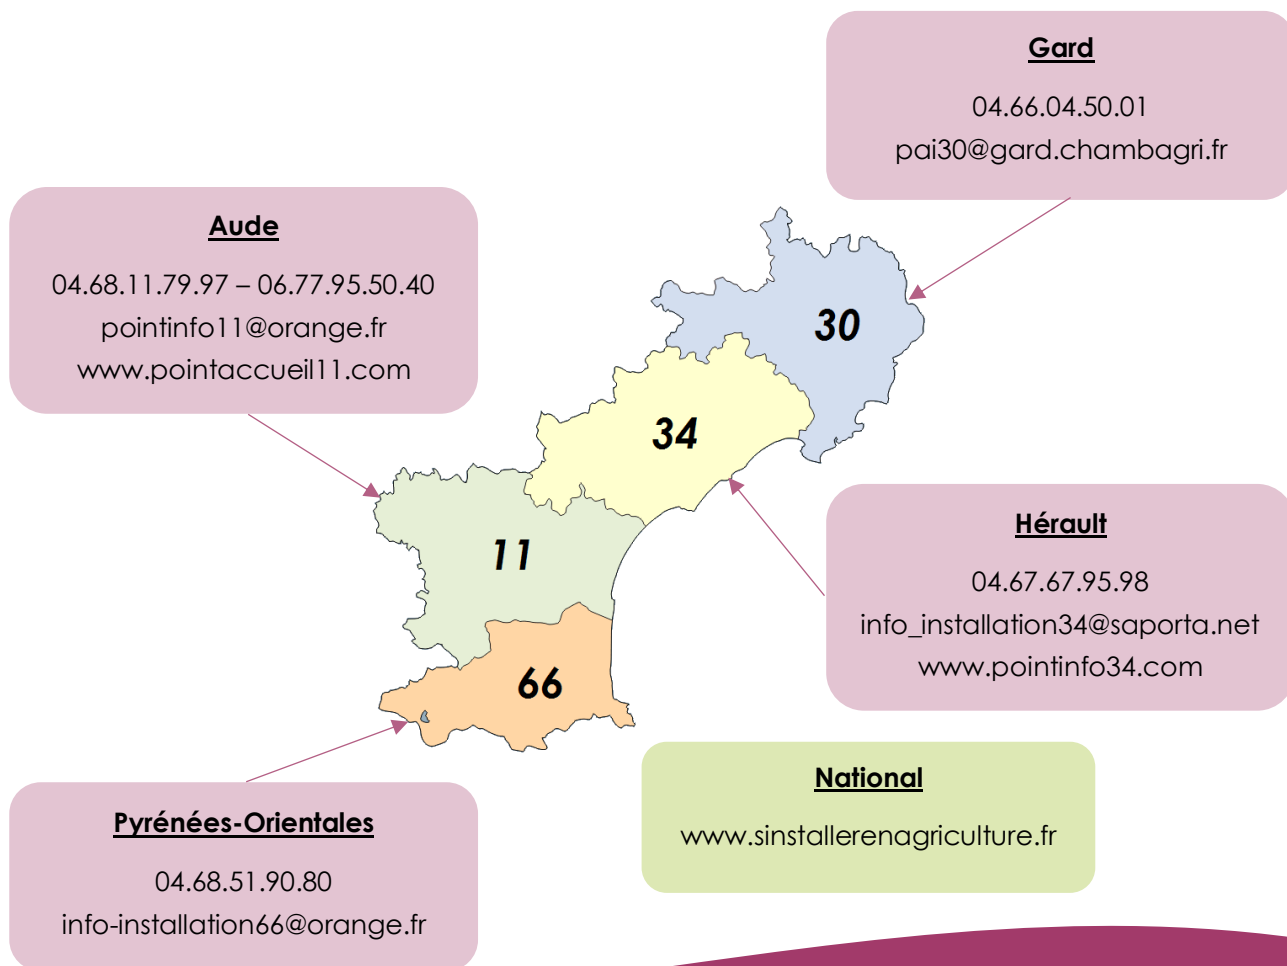 Gard
04.66.04.50.01
pai30@gard.chambagri.fr
Aude
04.68.11.79.97 – 06.77.95.50.40
pointinfo11@orange.fr
www.pointaccueil11.com
30
34
11
66
Hérault
04.67.67.95.98
info_installation34@saporta.net
www.pointinfo34.com
National
www.sinstallerenagriculture.fr
Pyrénées-Orientales
04.68.51.90.80
info-installation66@orange.fr